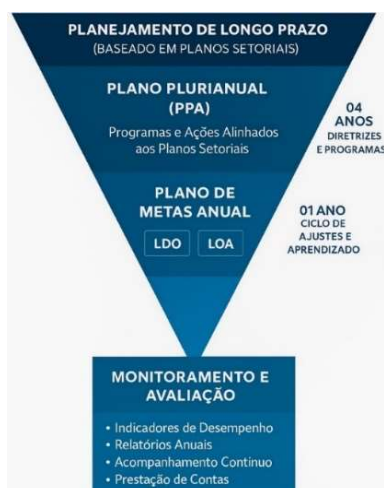 PLANEJAMENTO DE LONGO PRAZO
(BASEADO EM PLANOS SETORIAIS)
PLANO PLURIANUAL
(PPA)
Programas e Ações Alinhados
aos Planos Setoriais
04
ANOS
DIRETRIZES
E PROGRAMAS
PLANO DE
METAS ANUAL
LDO LOA
01 ANO
CICLO DE
AJUSTES E
APRENDIZADO
MONITORAMENTO E
AVALIAÇÃO
• Indicadores de Desempenho
• Relatórios Anuais
• Acompanhamento Contínuo
• Prestação de Contas